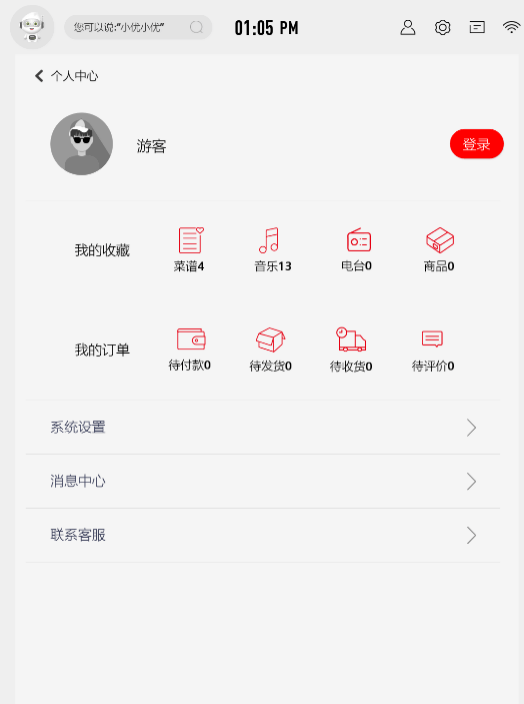 您可以说:"小优小优"
01:05 PM
个人中心
游客
登录
我的收藏
菜谱4
音乐13
电台0
商品0
我的订单
待付款0
待发货0
待收货0
待评价0
系统设置
消息中心
联系客服